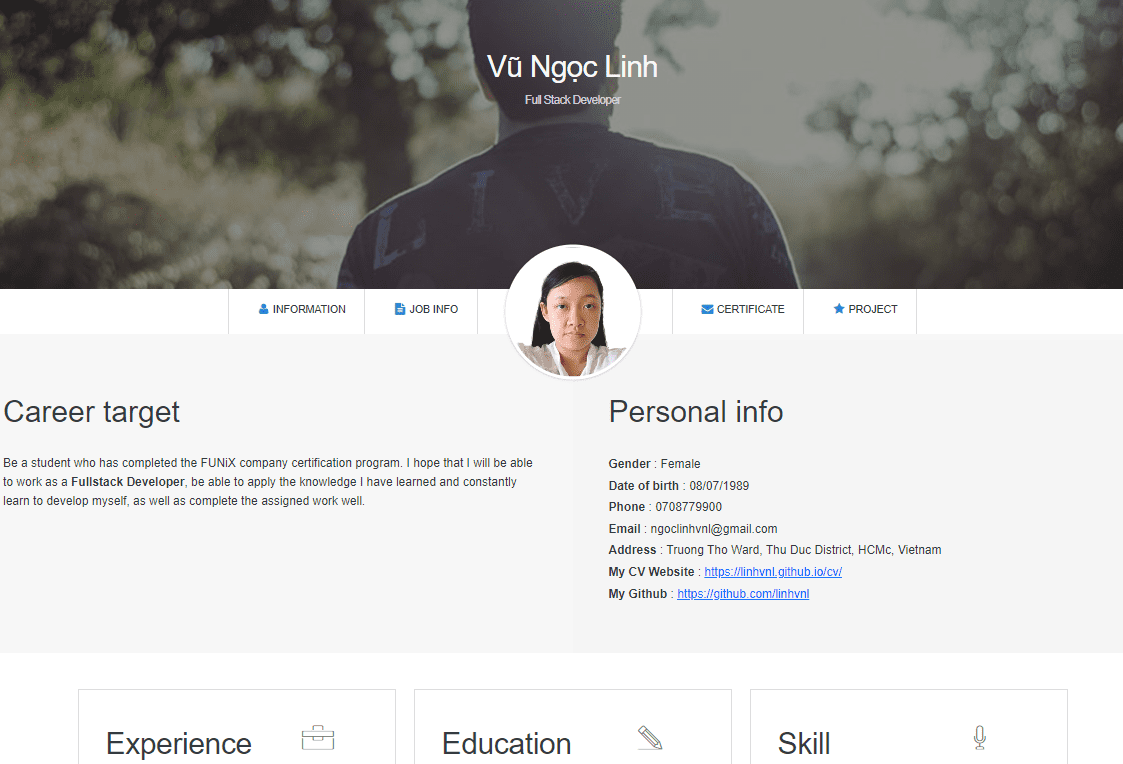 Vũ Ngọc Linh
Full Stack Developer
LIVE
INFORMATION
JOB INFO
CERTIFICATE
PROJECT
Career target
Be a student who has completed the FUNiX company certification program. I hope that I will be able
to work as a Fullstack Developer, be able to apply the knowledge I have learned and constantly
learn to develop myself, as well as complete the assigned work well.
Personal info
Gender : Female
Date of birth : 08/07/1989
Phone : 0708779900
Email : ngoclinhvnl@gmail.com
Address : Truong Tho Ward, Thu Duc District, HCMc, Vietnam
My CV Website : https://linhvnl.github.io/cv/
My Github : https://github.com/linhvnl
Experience
Education
Skill